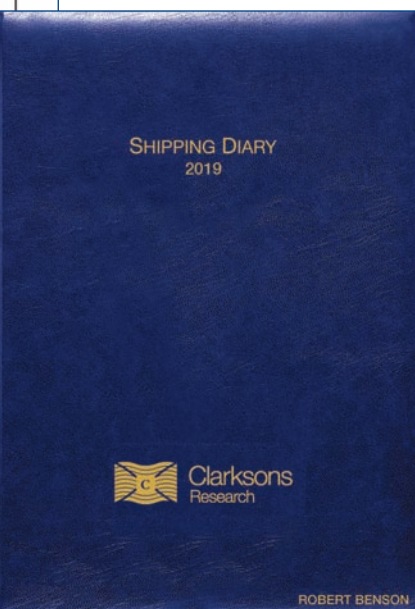 SHIPPING DIARY
2019
C
Clarksons
Research
ROBERT BENSON